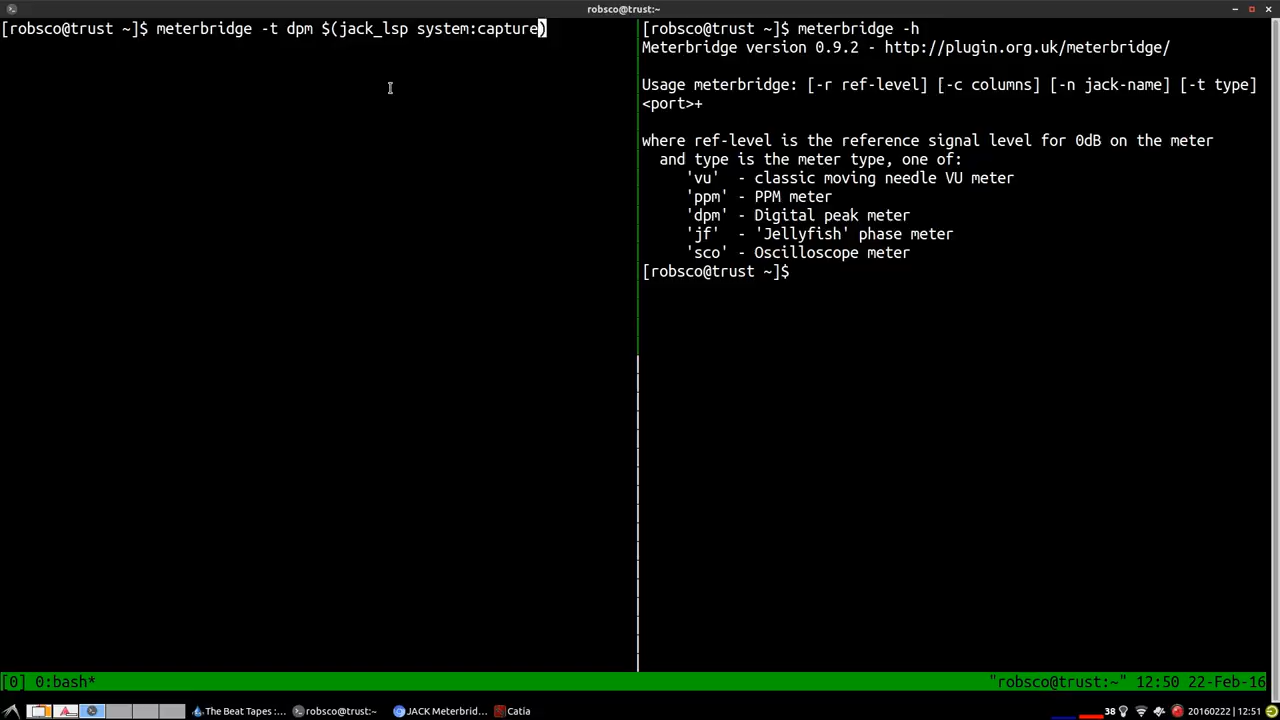 robsco@trust:~
[robsco@trust ~]$ meterbridge -t dpm $(jack_lsp system:capture)
[robsco@trust ~]$ meterbridge -h
Meterbridge version 0.9.2 - http://plugin.org.uk/meterbridge/
Usage meterbridge: [-r ref-level] [-c columns] [-n jack-name] [-t type]
<port>+
where ref-level is the reference signal level for 0dB on the meter
and type is the meter type, one of:
'vu' - classic moving needle VU meter
'ppm' - PPM meter
'dpm' - Digital peak meter
'jf' - 'Jellyfish' phase meter
'sco' - Oscilloscope meter
[robsco@trust ~]$
[0] 0:bash* "robsco@trust:~" 12:50 22-Feb-16
The Beat Tapes :... robsco@trust:~ JACK Meterbrid... Catia 38 20160222 12:51